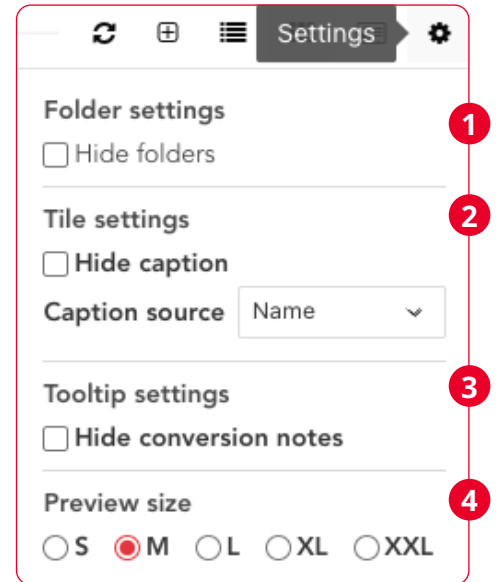 Settings
Folder settings
1
Hide folders
Tile settings
2
Hide caption
Caption source Name
Tooltip settings
3
Hide conversion notes
Preview size
4
S M L XL XXL